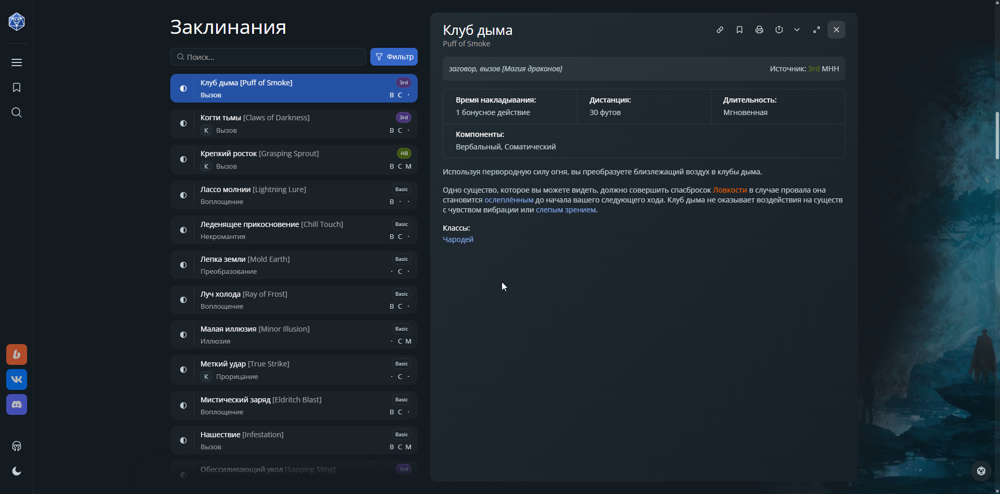 Заклинания
Поиск...
Фильтр
Клуб дыма [Puff of Smoke]
3rd
Вызов
В С ·
Когти тьмы [Claws of Darkness]
3rd
К Вызов
В С ·
Крепкий росток [Grasping Sprout]
HB
К Вызов
В С М
Лассо молнии [Lightning Lure]
Basic
Воплощение
В · ·
Леденящее прикосновение [Chill Touch]
Basic
Некромантия
В С ·
Лепка земли [Mold Earth]
Basic
Преобразование
· С ·
Луч холода [Ray of Frost]
Basic
Воплощение
В С ·
Малая иллюзия [Minor Illusion]
Basic
Иллюзия
· С М
Меткий удар [True Strike]
Basic
К Прорицание
· С ·
Мистический заряд [Eldritch Blast]
Basic
Воплощение
В С ·
Нашествие [Infestation]
Basic
Вызов
В С М
Обессиливающий укол [Sapping Sting]
3rd
Клуб дыма
Puff of Smoke
заговор, вызов [Магия драконов]
Источник: 3rd MHH
Время накладывания:
1 бонусное действие
Дистанция:
30 футов
Длительность:
Мгновенная
Компоненты:
Вербальный, Соматический
Используя первородную силу огня, вы преобразуете близлежащий воздух в клубы дыма.
Одно существо, которое вы можете видеть, должно совершить спасбросок Ловкости в случае провала она
становится ослеплённым до начала вашего следующего хода. Клуб дыма не оказывает воздействия на существ
с чувством вибрации или слепым зрением.
Классы:
Чародей